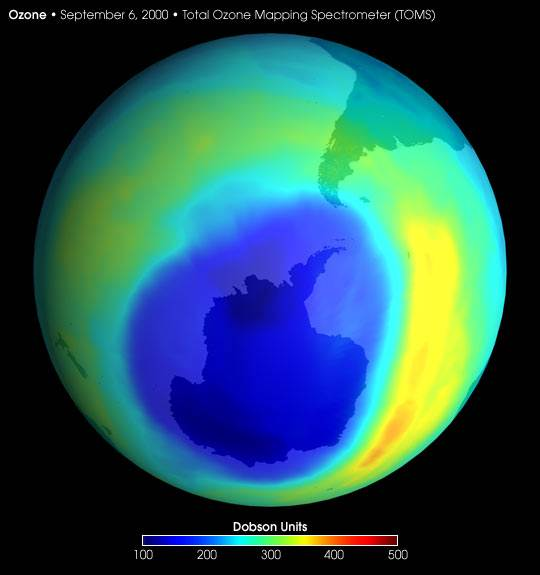 Ozone • September 6, 2000 • Total Ozone Mapping Spectrometer (TOMS)
Dobson Units
100 200 300 400 500